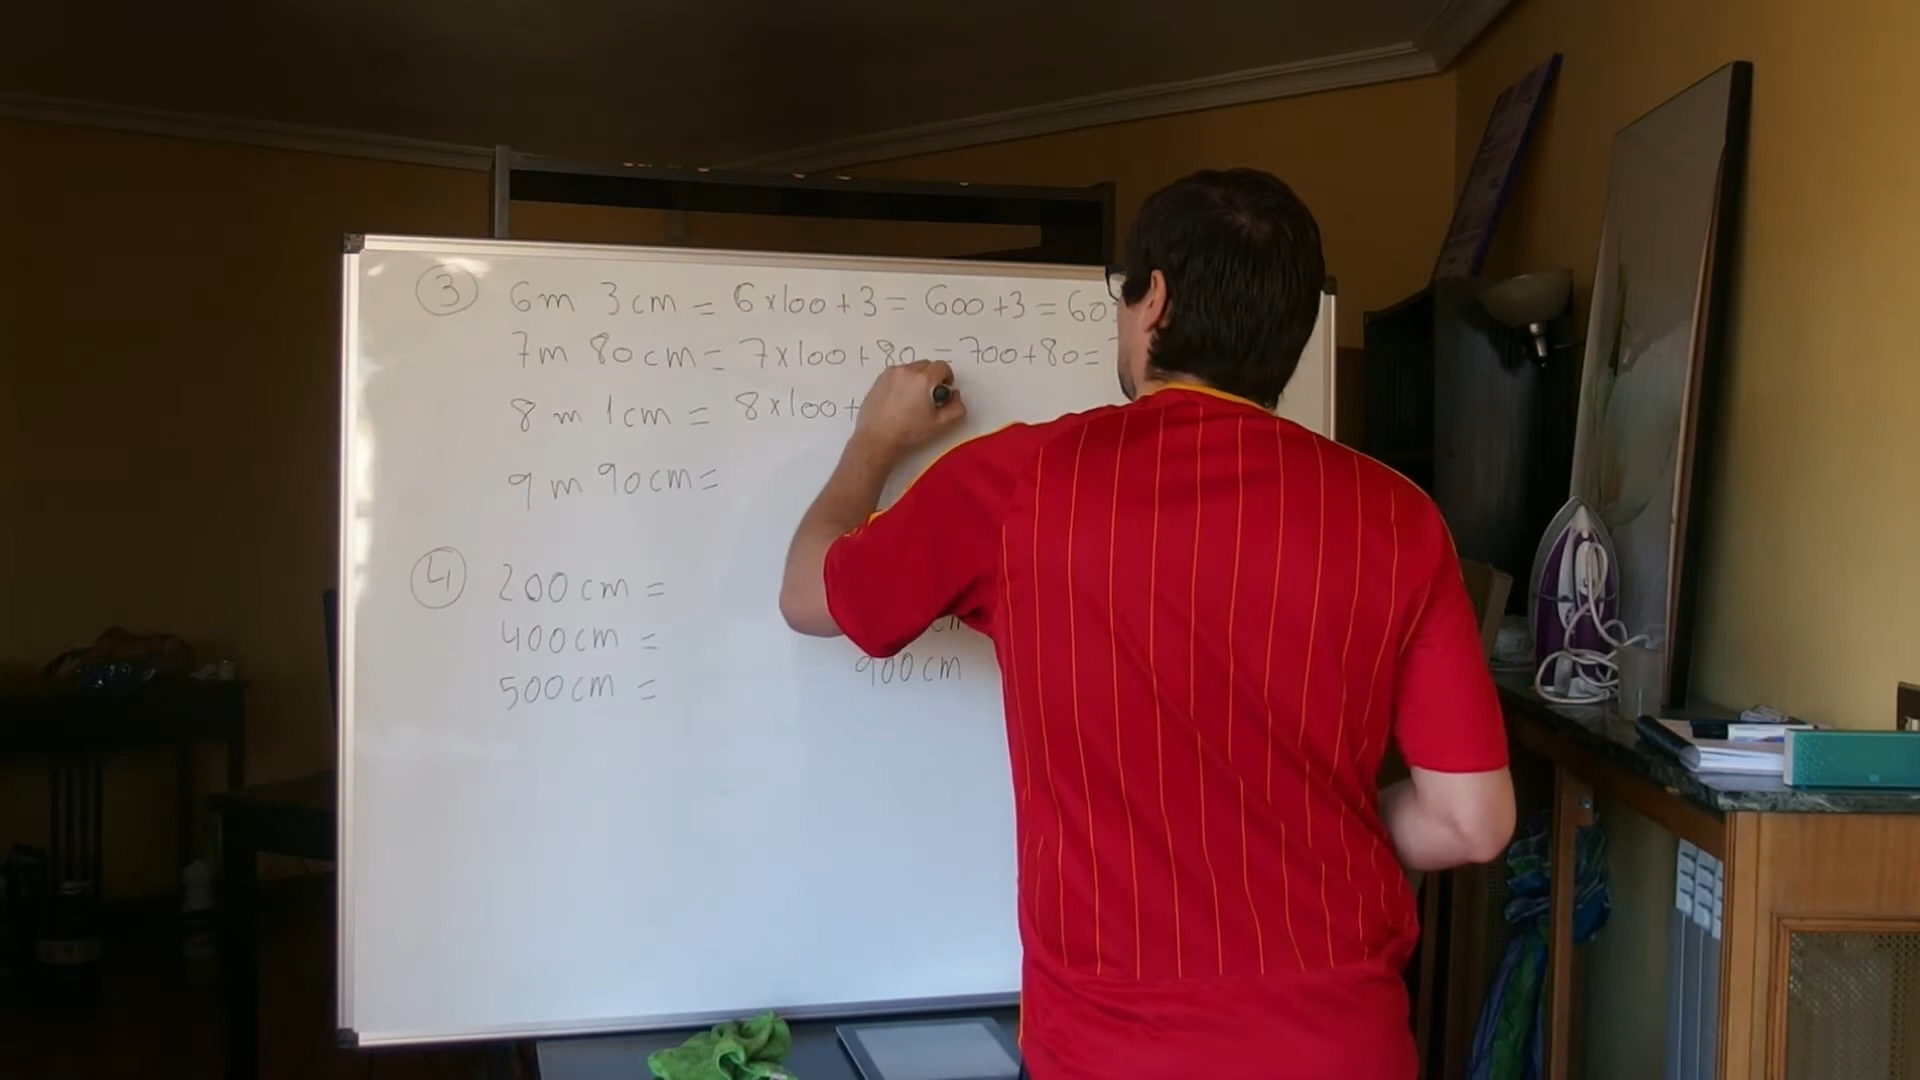 3 6m 3cm = 6x100+3 = 600+3 = 60
7m 80cm = 7x100+80 = 700+80=
8m 1cm = 8x100+
9m 90cm =
4 200cm =
400cm = cm
500cm = 900cm